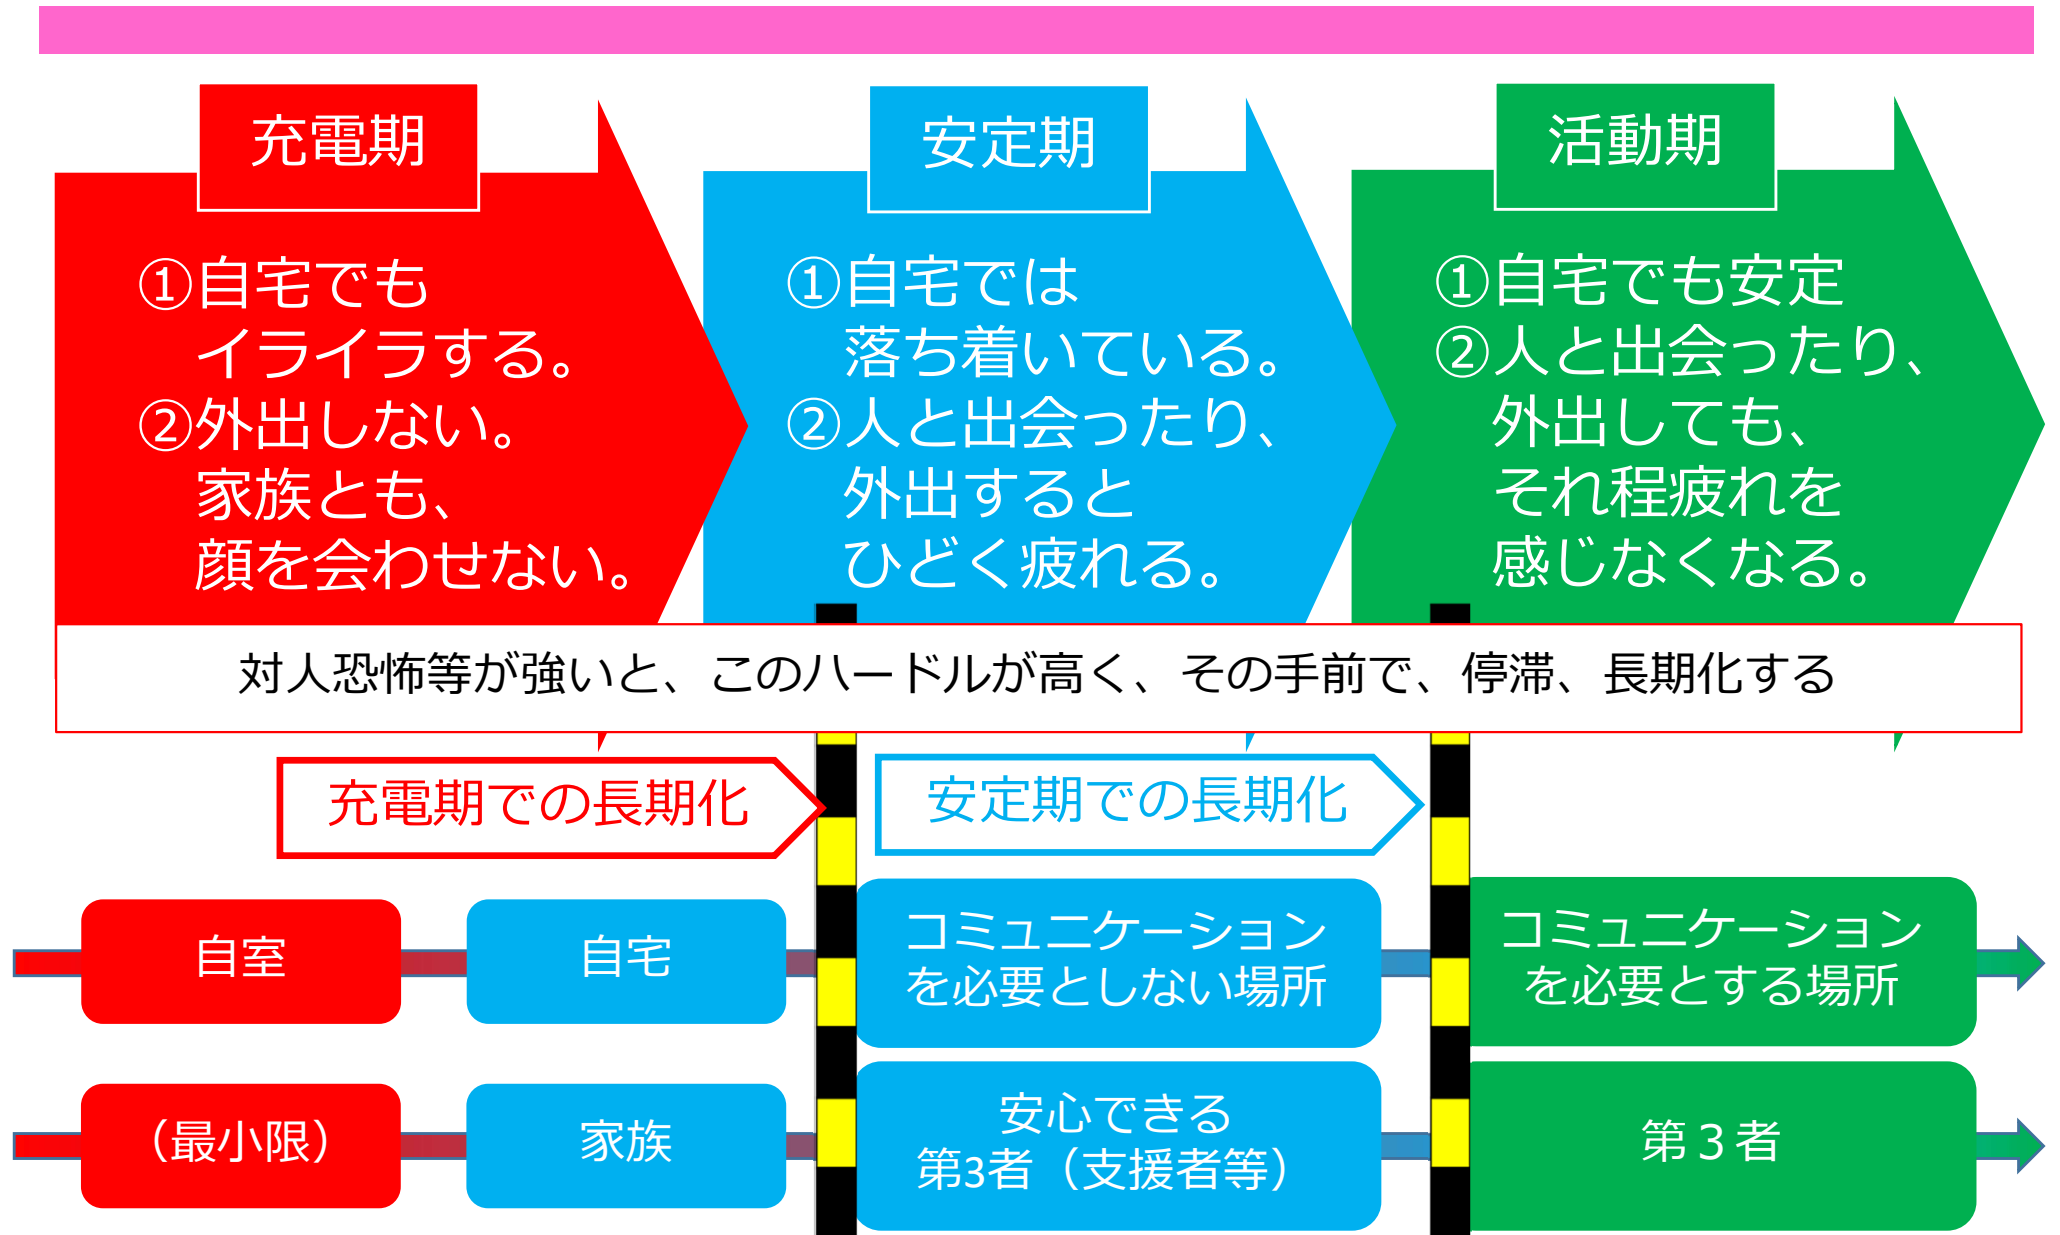 充電期
①自宅でも
イライラする。
②外出しない。
家族とも、
顔を会わせない。
安定期
①自宅では
落ち着いている。
②人と出会ったり、
外出すると
ひどく疲れる。
活動期
①自宅でも安定
②人と出会ったり、
外出しても、
それ程疲れを
感じなくなる。
対人恐怖等が強いと、このハードルが高く、その手前で、停滞、長期化する
充電期での長期化
安定期での長期化
自室
自宅
コミュニケーション
を必要としない場所
コミュニケーション
を必要とする場所
（最小限）
家族
安心できる
第3者（支援者等）
第３者